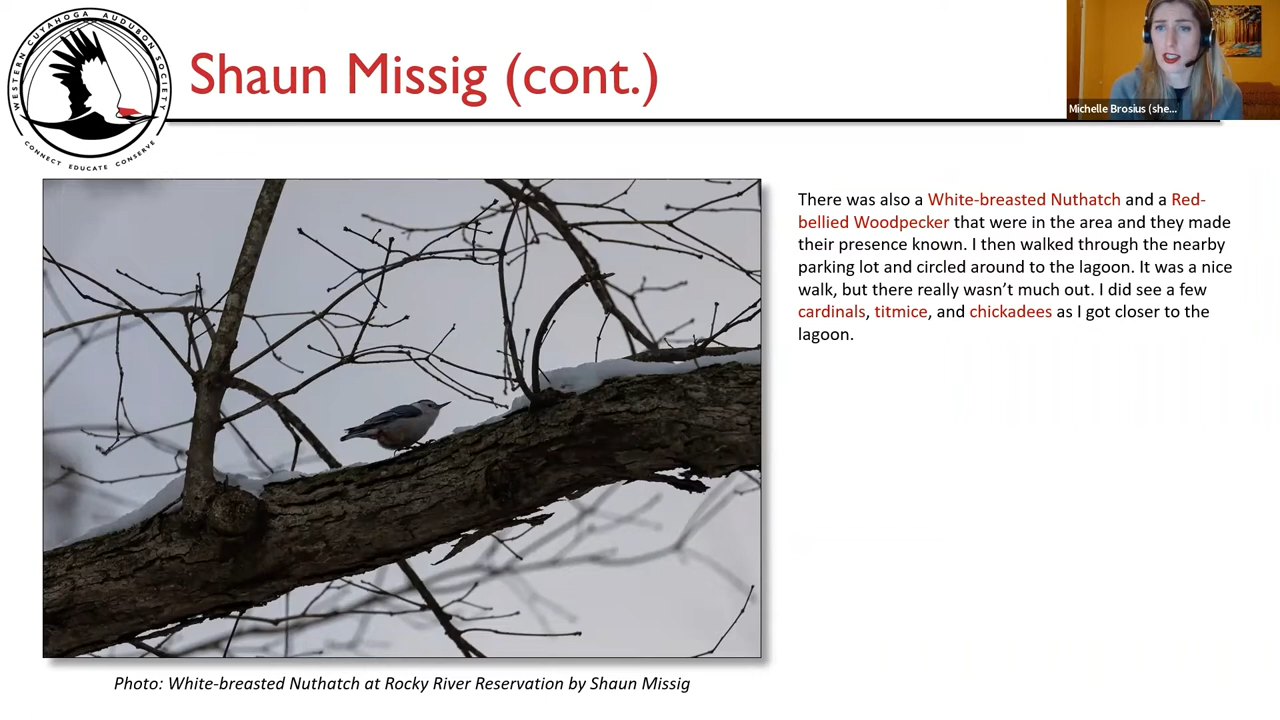 WESTERN CUYAHOGA AUDUBON SOCIETY
CONNECT EDUCATE CONSERVE
Shaun Missig (cont.)
Michelle Brosius (she...
There was also a White-breasted Nuthatch and a Red-
bellied Woodpecker that were in the area and they made
their presence known. I then walked through the nearby
parking lot and circled around to the lagoon. It was a nice
walk, but there really wasn’t much out. I did see a few
cardinals, titmice, and chickadees as I got closer to the
lagoon.
Photo: White-breasted Nuthatch at Rocky River Reservation by Shaun Missig